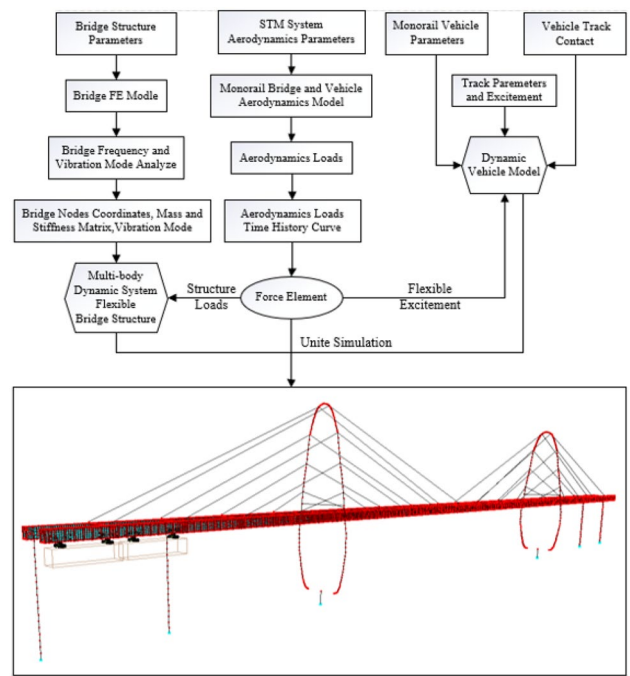 Bridge Structure
Parameters
STM System
Aerodynamics Parameters
Monorail Vehicle
Parameters
Vehicle Track
Contact
Bridge FE Modle
Monorail Bridge and Vehicle
Aerodynamics Model
Track Paremeters
and Excitement
Bridge Frequency and
Vibration Mode Analyze
Aerodynamics Loads
Dynamic
Vehicle Model
Bridge Nodes Coordinates, Mass and
Stiffness Matrix,Vibration Mode
Aerodynamics Loads
Time History Curve
Multi-body
Dynamic System
Flexible
Bridge Structure
Structure
Loads
Force Element
Flexible
Excitement
Unite Simulation